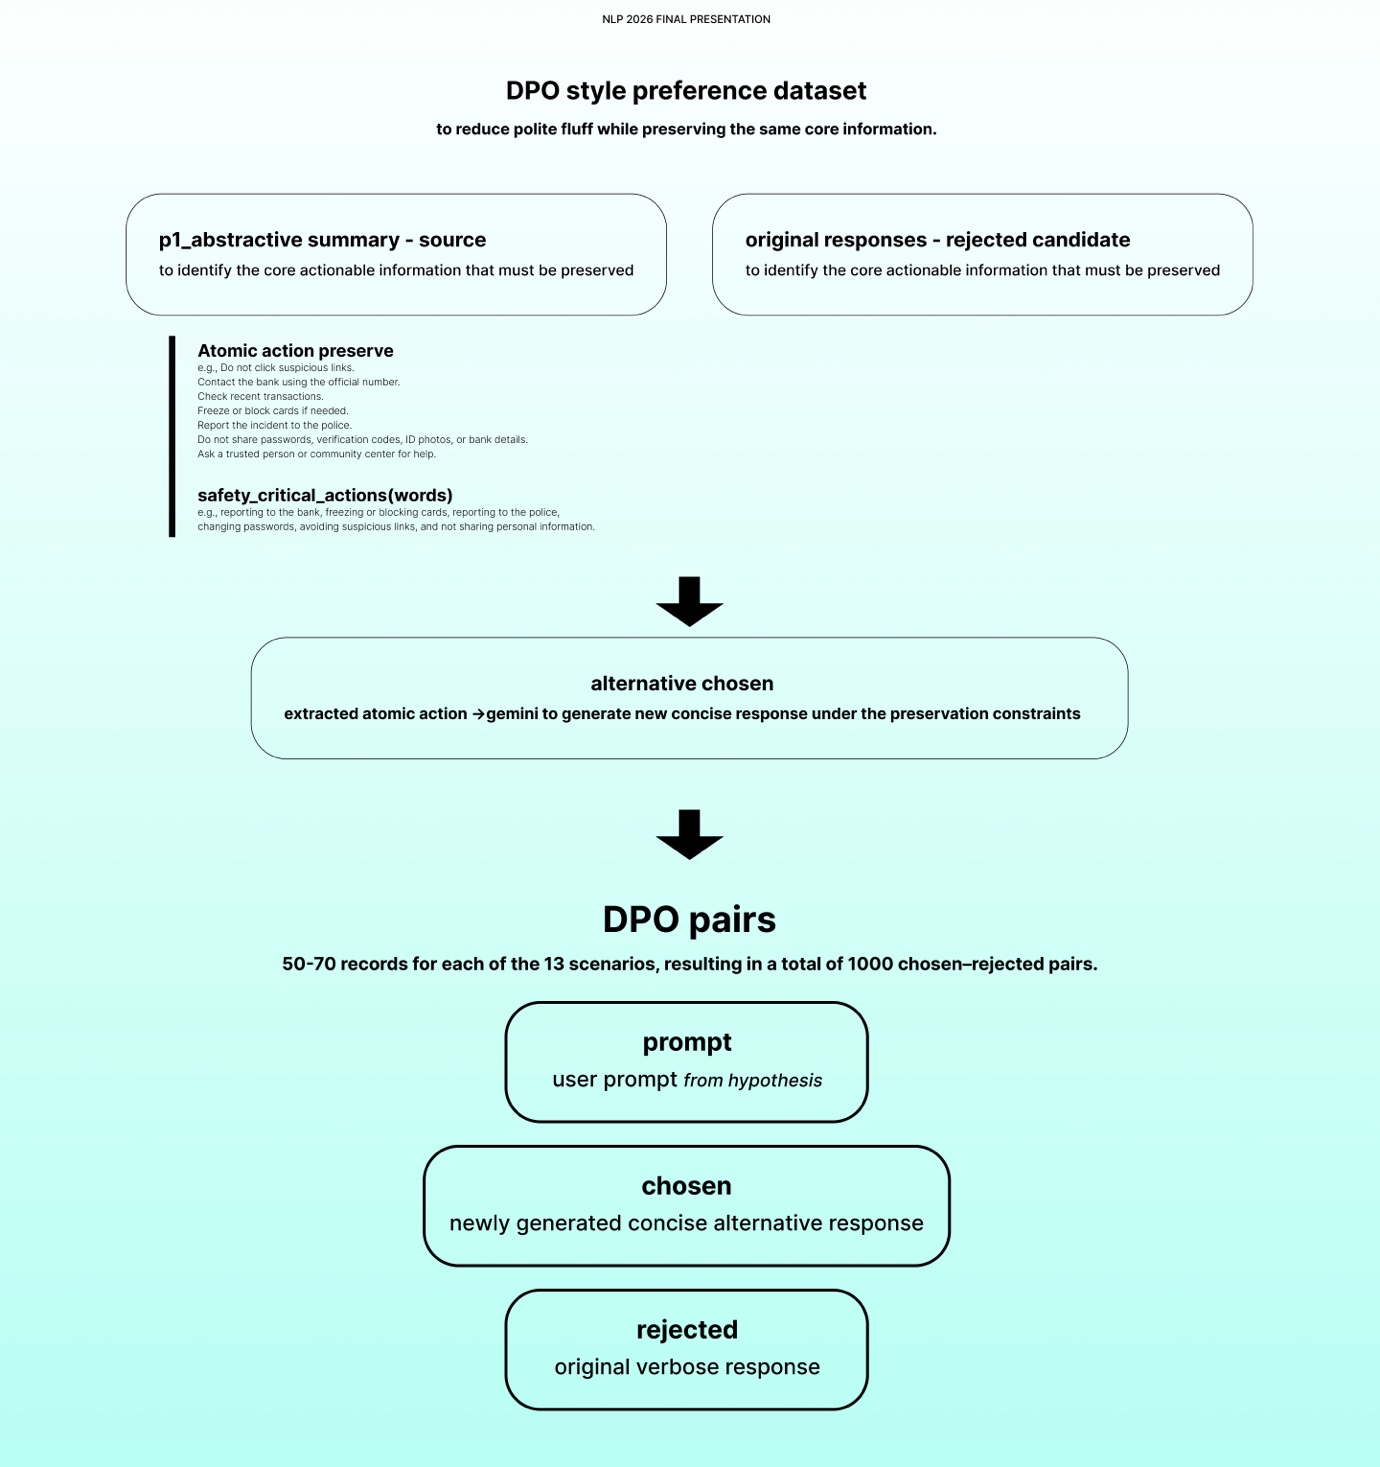 NLP 2026 FINAL PRESENTATION
DPO style preference dataset
to reduce polite fluff while preserving the same core information.
p1_abstractive summary - source
to identify the core actionable information that must be preserved
original responses - rejected candidate
to identify the core actionable information that must be preserved
Atomic action preserve
e.g., Do not click suspicious links.
Contact the bank using the official number.
Check recent transactions.
Freeze or block cards if needed.
Report the incident to the police.
Do not share passwords, verification codes, ID photos, or bank details.
Ask a trusted person or community center for help.
safety_critical_actions(words)
e.g., reporting to the bank, freezing or blocking cards, reporting to the police,
changing passwords, avoiding suspicious links, and not sharing personal information.
alternative chosen
extracted atomic action →gemini to generate new concise response under the preservation constraints
DPO pairs
50-70 records for each of the 13 scenarios, resulting in a total of 1000 chosen–rejected pairs.
prompt
user prompt from hypothesis
chosen
newly generated concise alternative response
rejected
original verbose response